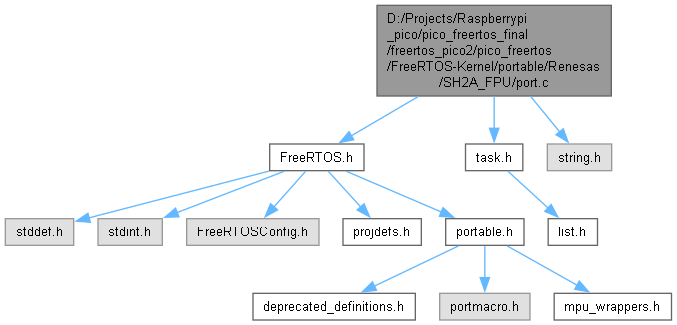 D:/Projects/Raspberrypi
_pico/pico_freertos_final
/freertos_pico2/pico_freertos
/FreeRTOS-Kernel/portable/Renesas
/SH2A_FPU/port.c
FreeRTOS.h
task.h
string.h
stddef.h
stdint.h
FreeRTOSConfig.h
projdefs.h
portable.h
list.h
deprecated_definitions.h
portmacro.h
mpu_wrappers.h